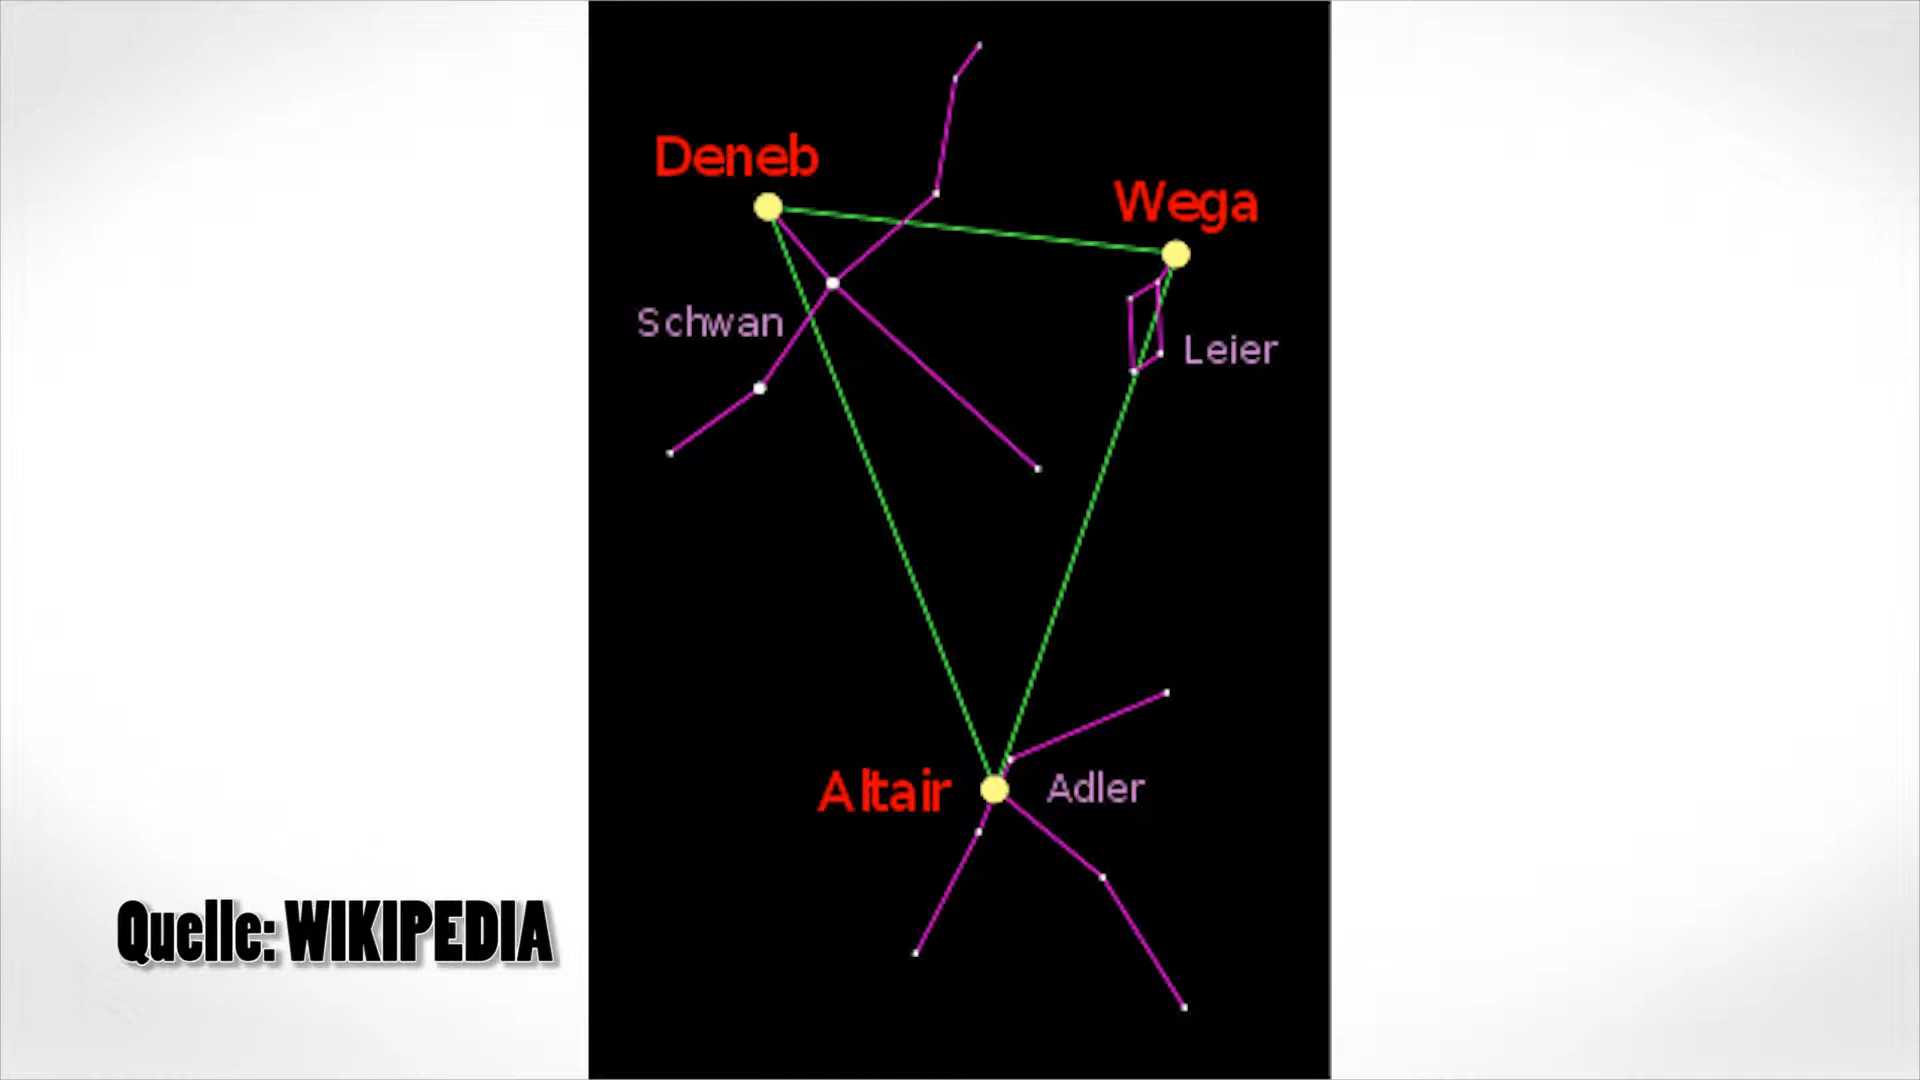 Deneb
Wega
Schwan
Leier
Altair
Adler
Quelle: WIKIPEDIA